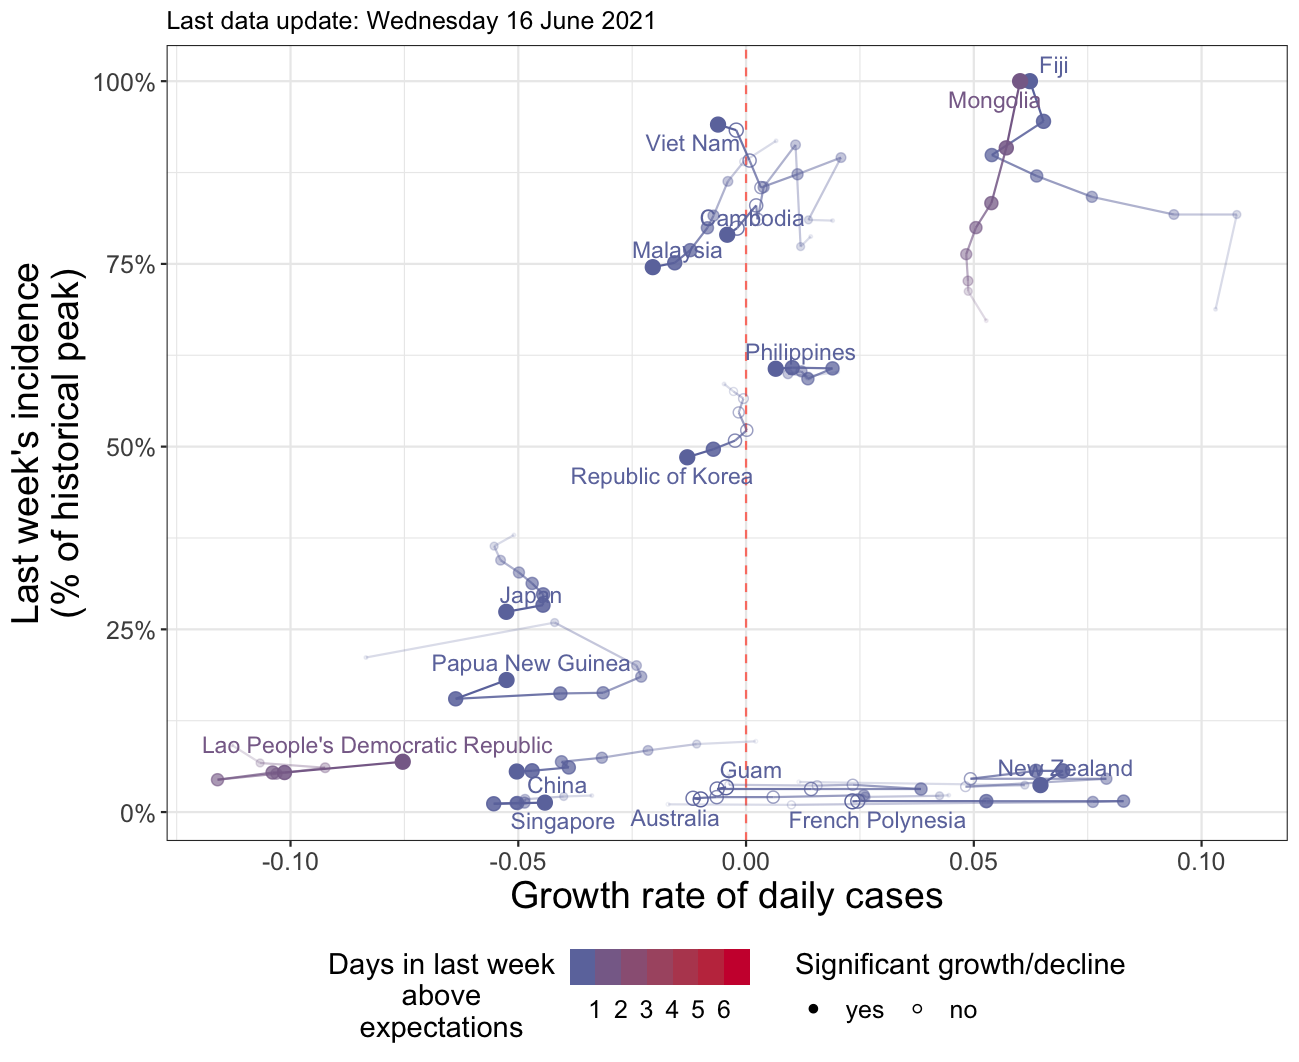 Last data update: Wednesday 16 June 2021
Last week's incidence
(% of historical peak)
100%
75%
50%
25%
0%
Fiji
Mongolia
Viet Nam
Cambodia
Malaysia
Philippines
Republic of Korea
Japan
Papua New Guinea
Lao People's Democratic Republic
China
Singapore
Guam
Australia
New Zealand
French Polynesia
-0.10 -0.05 0.00 0.05 0.10
Growth rate of daily cases
Days in last week
above
expectations
1 2 3 4 5 6
Significant growth/decline
yes no